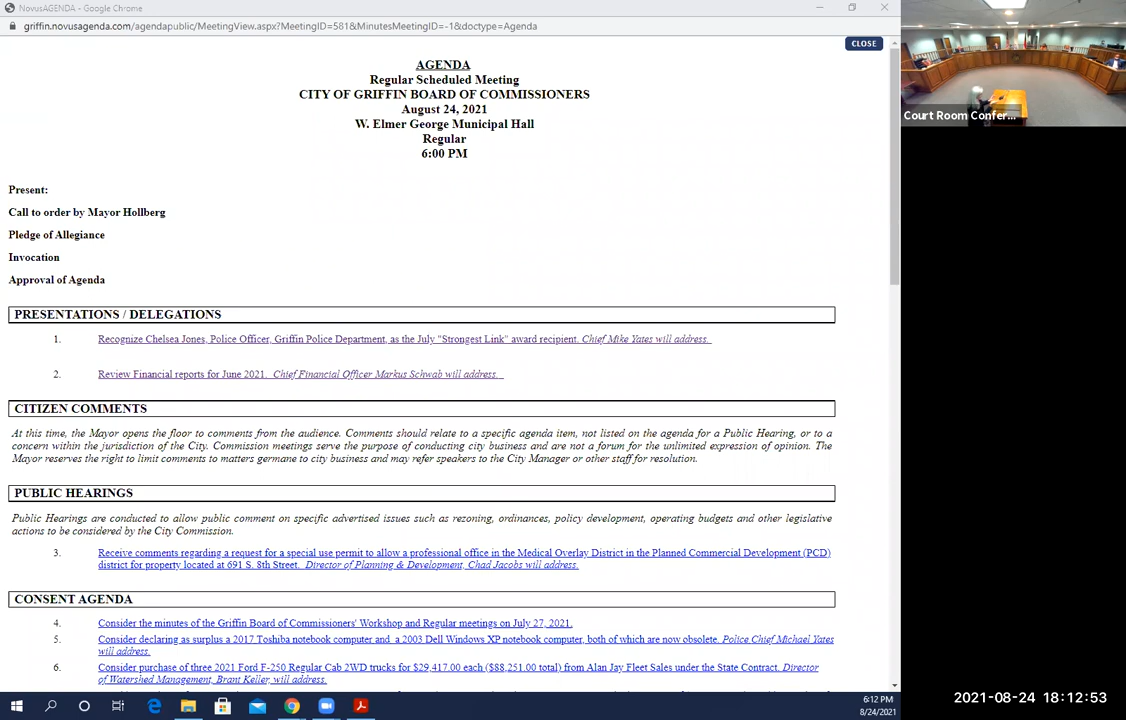 NovusAGENDA - Google Chrome
griffin.novusagenda.com/agendapublic/MeetingView.aspx?MeetingID=581&MinutesMeetingID=-1&doctype=Agenda
CLOSE
AGENDA
Regular Scheduled Meeting
CITY OF GRIFFIN BOARD OF COMMISSIONERS
August 24, 2021
W. Elmer George Municipal Hall
Regular
6:00 PM
Court Room Confer...
Present:
Call to order by Mayor Hollberg
Pledge of Allegiance
Invocation
Approval of Agenda
PRESENTATIONS / DELEGATIONS
1. Recognize Chelsea Jones, Police Officer, Griffin Police Department, as the July "Strongest Link" award recipient. Chief Mike Yates will address.
2. Review Financial reports for June 2021. Chief Financial Officer Markus Schwab will address.
CITIZEN COMMENTS
At this time, the Mayor opens the floor to comments from the audience. Comments should relate to a specific agenda item, not listed on the agenda for a Public Hearing, or to a
concern within the jurisdiction of the City. Commission meetings serve the purpose of conducting city business and are not a forum for the unlimited expression of opinion. The
Mayor reserves the right to limit comments to matters germane to city business and may refer speakers to the City Manager or other staff for resolution.
PUBLIC HEARINGS
Public Hearings are conducted to allow public comment on specific advertised issues such as rezoning, ordinances, policy development, operating budgets and other legislative
actions to be considered by the City Commission.
3. Receive comments regarding a request for a special use permit to allow a professional office in the Medical Overlay District in the Planned Commercial Development (PCD)
district for property located at 691 S. 8th Street. Director of Planning & Development, Chad Jacobs will address.
CONSENT AGENDA
4. Consider the minutes of the Griffin Board of Commissioners' Workshop and Regular meetings on July 27, 2021.
5. Consider declaring as surplus a 2017 Toshiba notebook computer and a 2003 Dell Windows XP notebook computer, both of which are now obsolete. Police Chief Michael Yates
will address.
6. Consider purchase of three 2021 Ford F-250 Regular Cab 2WD trucks for $29,417.00 each ($88,251.00 total) from Alan Jay Fleet Sales under the State Contract. Director
of Watershed Management, Brant Keller, will address.
6:12 PM
8/24/2021
2021-08-24 18:12:53